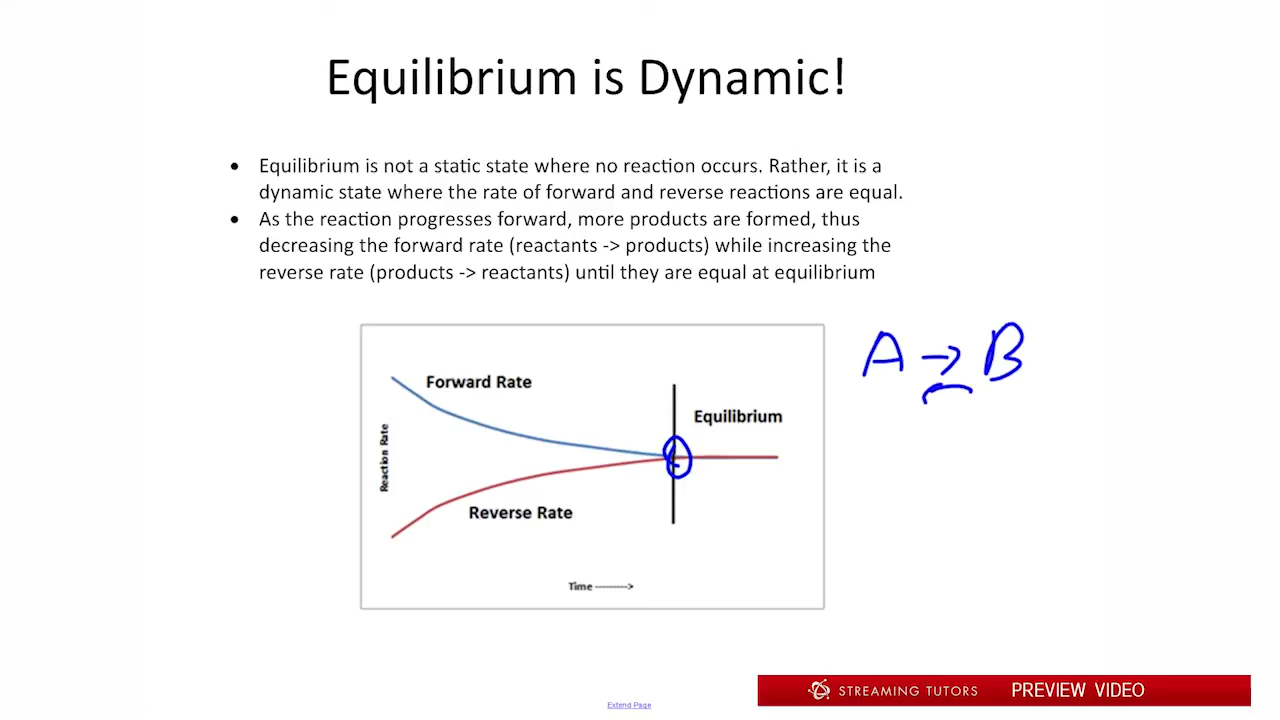 Equilibrium is Dynamic!
• Equilibrium is not a static state where no reaction occurs. Rather, it is a
dynamic state where the rate of forward and reverse reactions are equal.
• As the reaction progresses forward, more products are formed, thus
decreasing the forward rate (reactants -> products) while increasing the
reverse rate (products -> reactants) until they are equal at equilibrium
A → B
Forward Rate
Equilibrium
Reaction Rate
Reverse Rate
Time ---------->
STREAMING TUTORS PREVIEW VIDEO
Extend Page